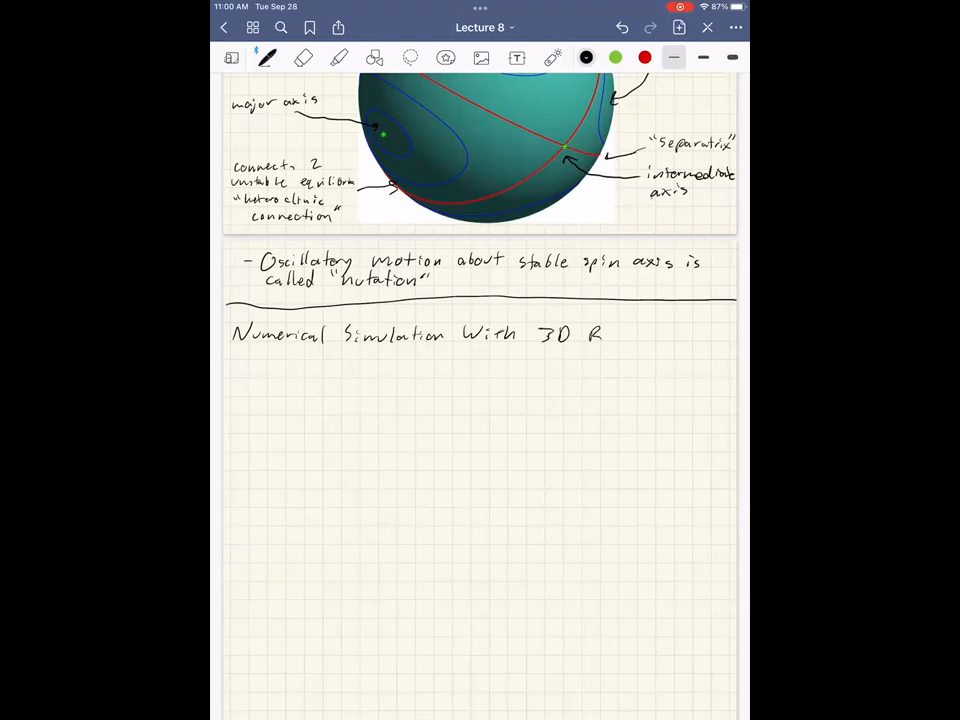 11:00 AM Tue Sep 28
87%
Lecture 8
major axis
connects 2
unstable equilibria
"heteroclinic
connection"
"separatrix"
intermediate
axis
- Oscillatory motion about stable spin axis is
called "nutation"
Numerical Simulation With 3D R